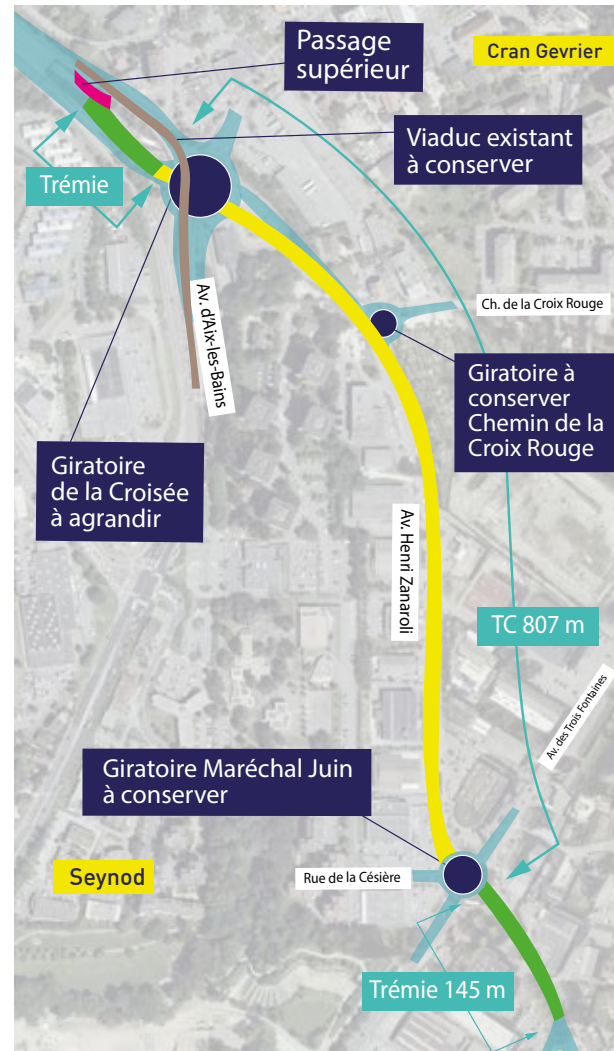 Passage
supérieur
Cran Gevrier
Viaduc existant
à conserver
Trémie
Av. d'Aix-les-Bains
Ch. de la Croix Rouge
Giratoire à
conserver
Chemin de la
Croix Rouge
Giratoire
de la Croisée
à agrandir
Av. Henri Zanaroli
TC 807 m
Av. des Trois Fontaines
Giratoire Maréchal Juin
à conserver
Seynod
Rue de la Césière
Trémie 145 m